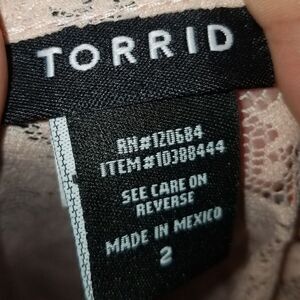 TORRID
RN#120684
ITEM#10388444
SEE CARE ON
REVERSE
MADE IN MEXICO
2